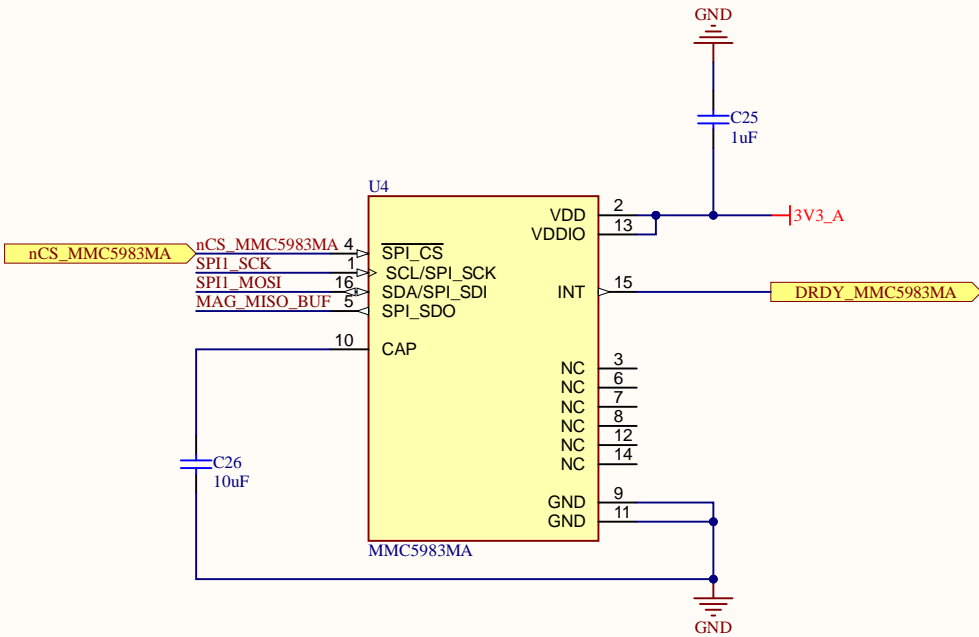 GND
C25
1uF
U4
VDD 2
3V3_A
VDDIO 13
nCS_MMC5983MA
nCS_MMC5983MA 4 SPI_CS
SPI1_SCK 1 SCL/SPI_SCK
SPI1_MOSI 16 SDA/SPI_SDI
MAG_MISO_BUF 5 SPI_SDO
INT 15
DRDY_MMC5983MA
10 CAP
NC 3
NC 6
NC 7
NC 8
NC 12
NC 14
C26
10uF
GND 9
GND 11
MMC5983MA
GND